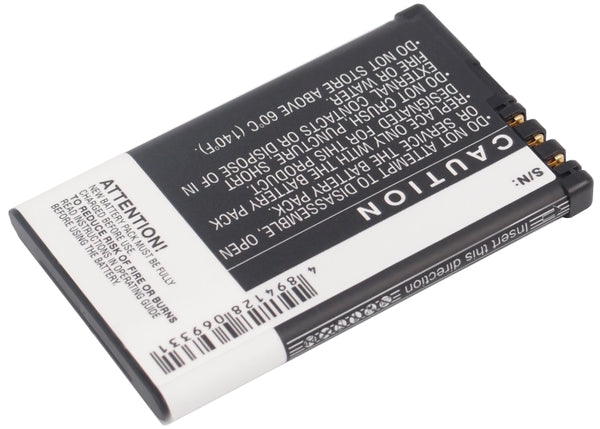 S/N:
CAUTION
•DO NOT ATTEMPT TO DISASSEMBLE, OPEN
OR SERVICE THE BATTERY PACK
•REPLACE ONLY WITH THE BATTERY PACK
DESIGNATED FOR THIS PRODUCT.
•DO NOT CRUSH, PUNCTURE, SHORT
EXTERNAL CONTACTS OR DISPOSE OF IN
FIRE OR WATER.
•DO NOT STORE ABOVE 60°C (140°F).
Insert this direction
ATTENTION!
NEW BATTERY PACK MUST BE FULLY
CHARGED BEFORE USE
TO REDUCE RISK OF FIRE OR BURNS
FOLLOW INSTRUCTIONS IN OPERATING GUIDE
BEFORE USING THE BATTERY.
4894128069331